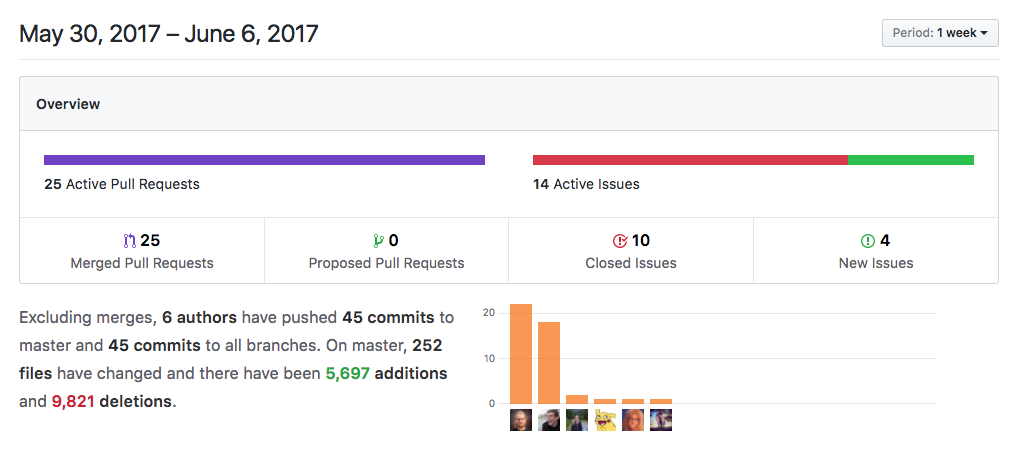 May 30, 2017 – June 6, 2017
Period: 1 week
Overview
25 Active Pull Requests
14 Active Issues
25
Merged Pull Requests
0
Proposed Pull Requests
10
Closed Issues
4
New Issues
Excluding merges, 6 authors have pushed 45 commits to
master and 45 commits to all branches. On master, 252
files have changed and there have been 5,697 additions
and 9,821 deletions.
20
10
0